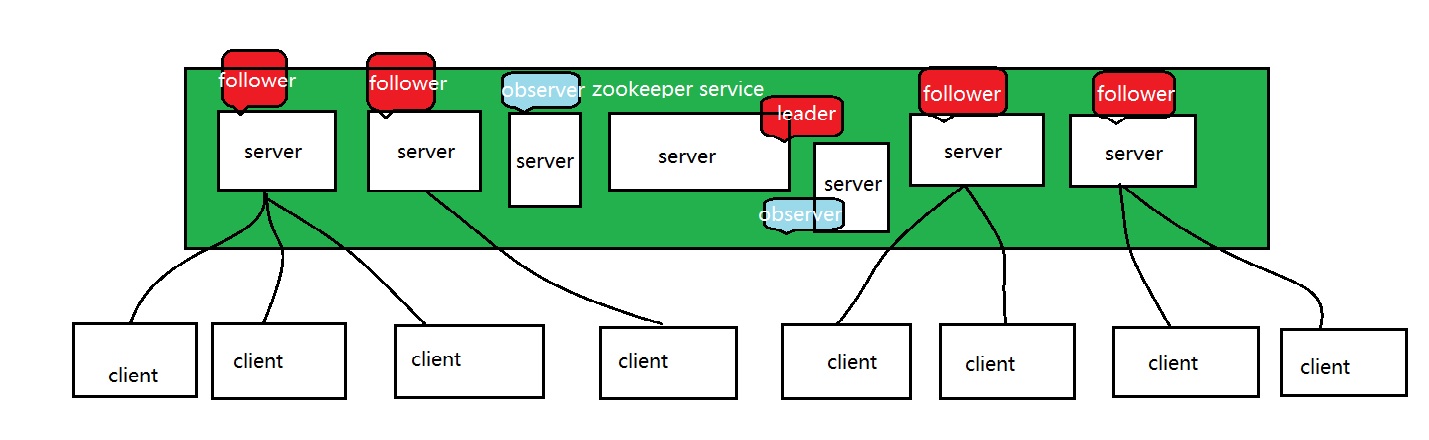 follower
follower
observer
zookeeper service
leader
follower
follower
server
server
server
server
server
server
server
observer
client
client
client
client
client
client
client
client